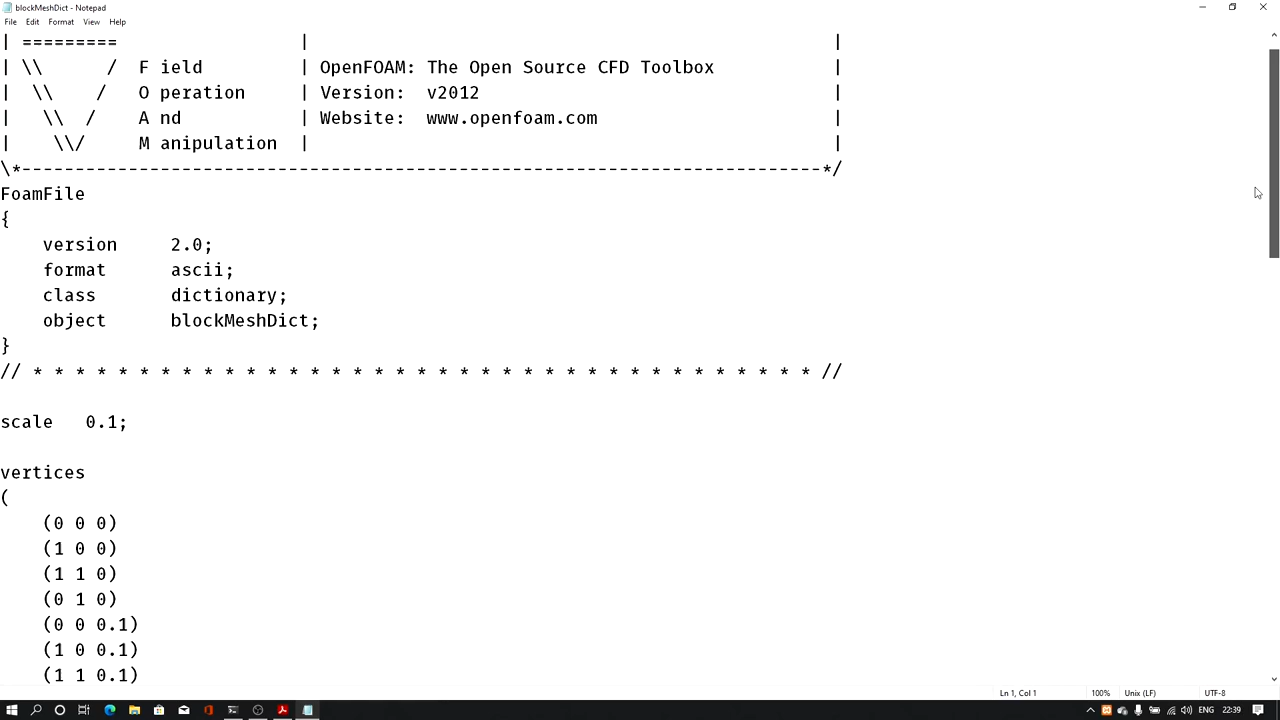 blockMeshDict - Notepad
File Edit Format View Help
| =========                 |                                                 |
| \\      /  F ield         | OpenFOAM: The Open Source CFD Toolbox           |
|  \\    /   O peration     | Version:  v2012                                 |
|   \\  /    A nd           | Website:  www.openfoam.com                      |
|    \\/     M anipulation  |                                                 |
\*---------------------------------------------------------------------------*/
FoamFile
{
    version     2.0;
    format      ascii;
    class       dictionary;
    object      blockMeshDict;
}
// * * * * * * * * * * * * * * * * * * * * * * * * * * * * * * * * * * * * * //
scale   0.1;
vertices
(
    (0 0 0)
    (1 0 0)
    (1 1 0)
    (0 1 0)
    (0 0 0.1)
    (1 0 0.1)
    (1 1 0.1)
Ln 1, Col 1 100% Unix (LF) UTF-8
ENG 22:39